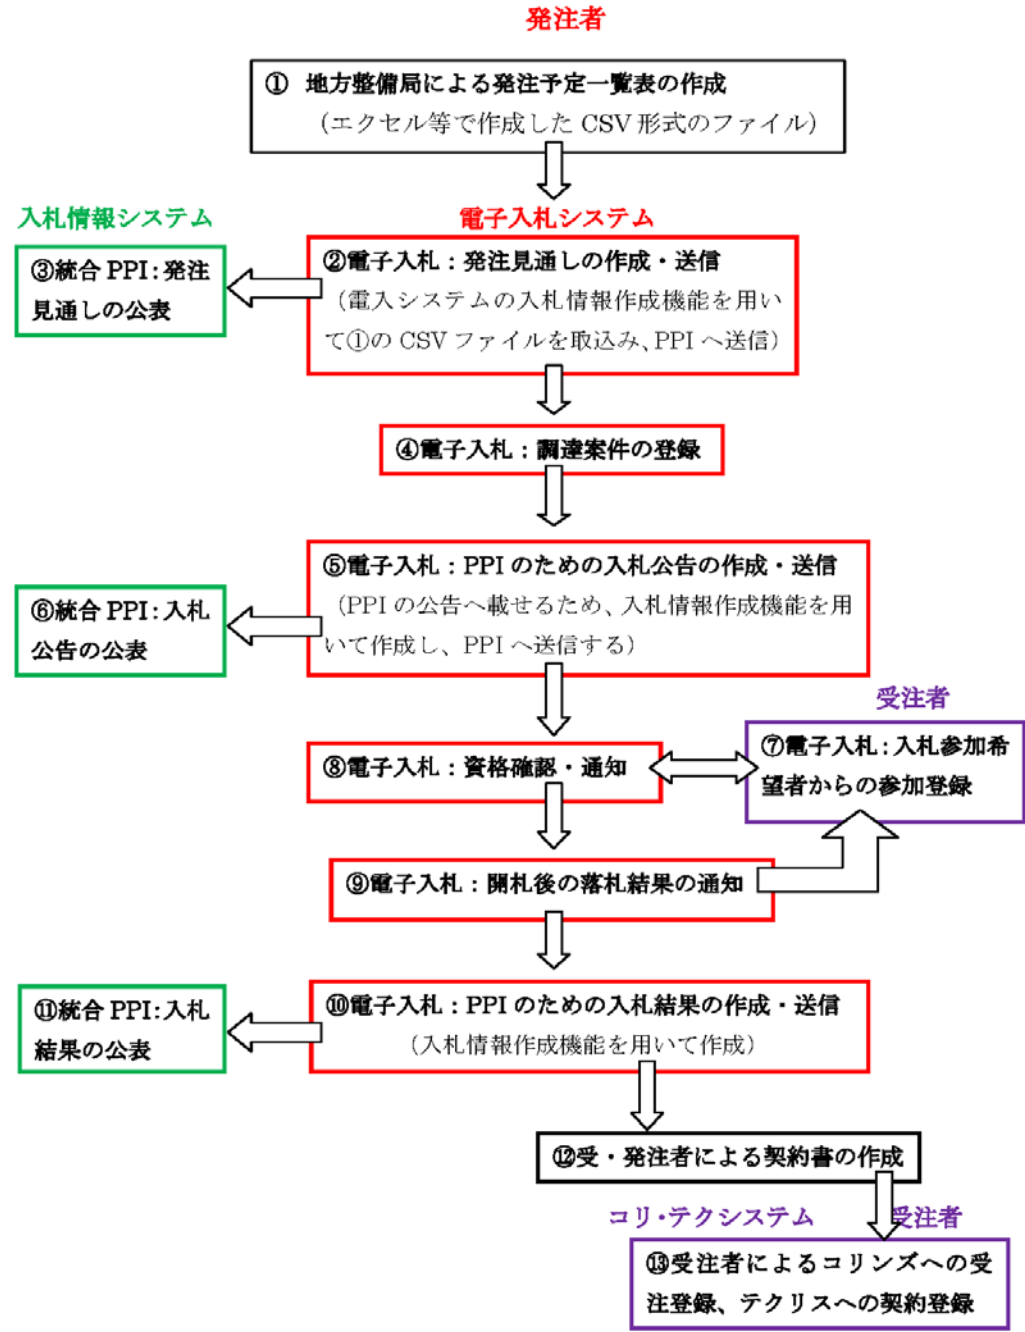 発注者
① 地方整備局による発注予定一覧表の作成
（エクセル等で作成した CSV 形式のファイル）
入札情報システム
電子入札システム
③統合 PPI：発注
見通しの公表
②電子入札：発注見通しの作成・送信
（電入システムの入札情報作成機能を用い
て①の CSV ファイルを取込み、PPI へ送信）
④電子入札：調達案件の登録
⑤電子入札：PPI のための入札公告の作成・送信
（PPI の公告へ載せるため、入札情報作成機能を用
いて作成し、PPI へ送信する）
⑥統合 PPI：入札
公告の公表
受注者
⑦電子入札：入札参加希
望者からの参加登録
⑧電子入札：資格確認・通知
⑨電子入札：開札後の落札結果の通知
⑩電子入札：PPI のための入札結果の作成・送信
（入札情報作成機能を用いて作成）
⑪統合 PPI：入札
結果の公表
⑫受・発注者による契約書の作成
コリ・テクシステム
受注者
⑬受注者によるコリンズへの受
注登録、テクリスへの契約登録